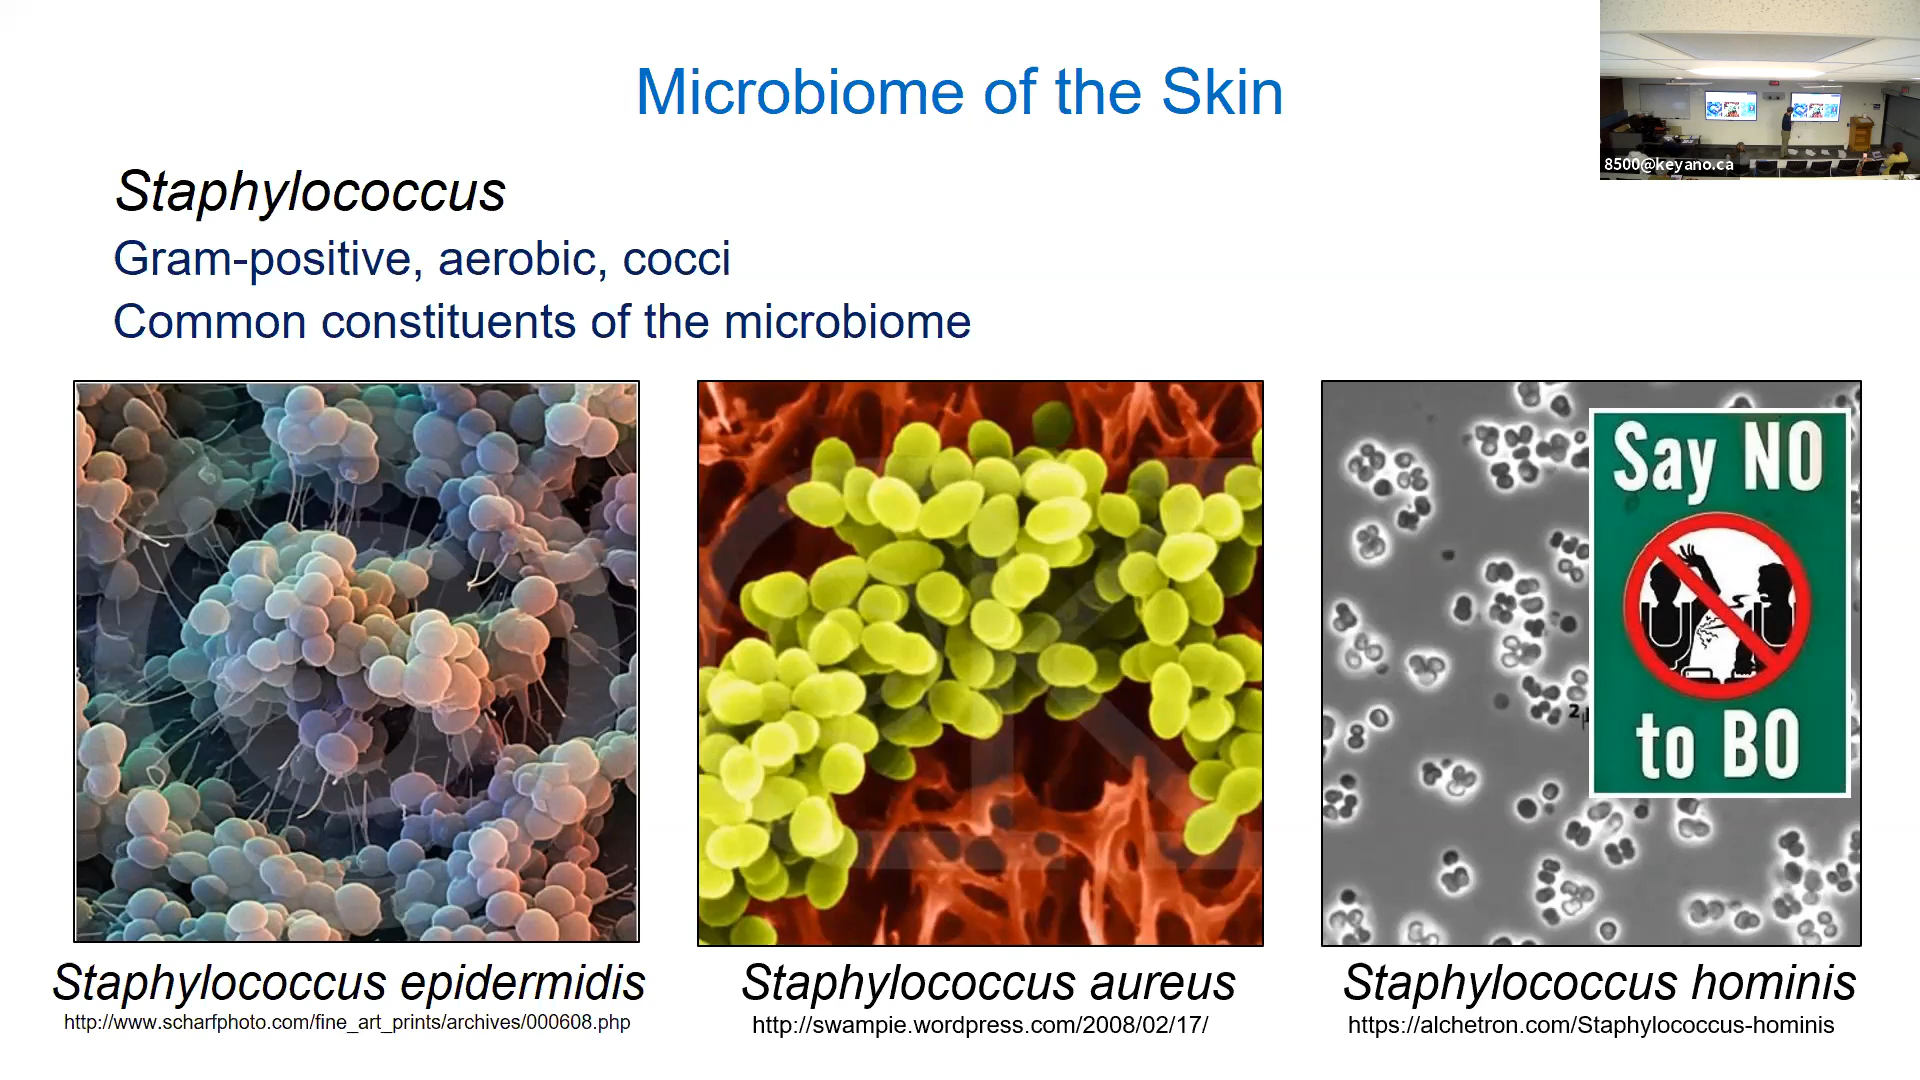 Microbiome of the Skin
8500@keyano.ca
Staphylococcus
Gram-positive, aerobic, cocci
Common constituents of the microbiome
Say NO
to BO
2
Staphylococcus epidermidis
http://www.scharfphoto.com/fine_art_prints/archives/000608.php
Staphylococcus aureus
http://swampie.wordpress.com/2008/02/17/
Staphylococcus hominis
https://alchetron.com/Staphylococcus-hominis